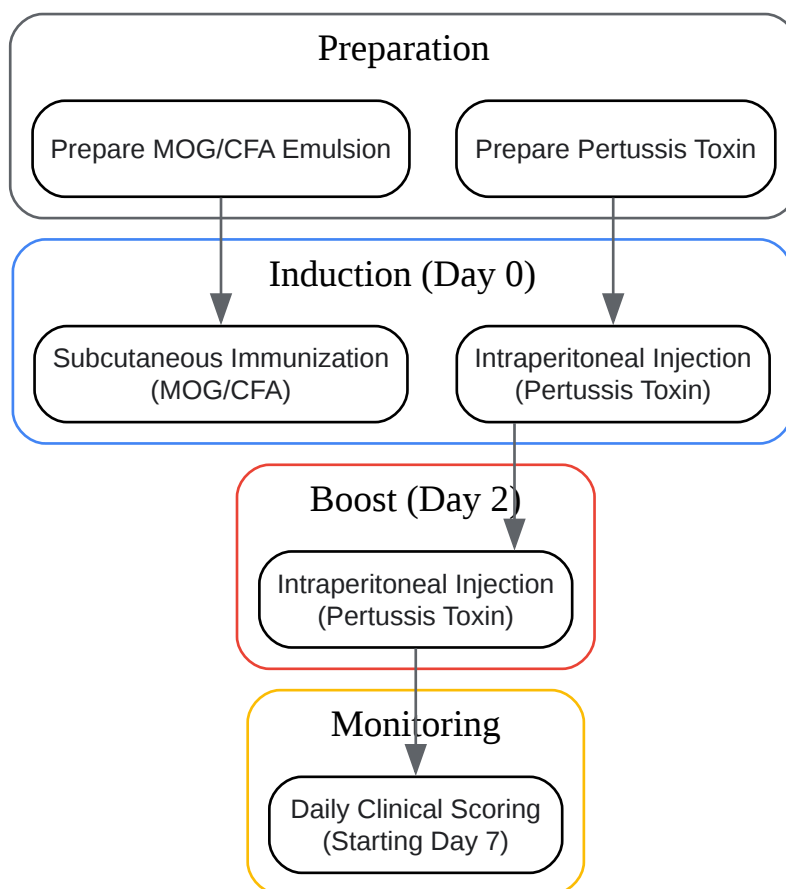 Preparation
Prepare MOG/CFA Emulsion
Prepare Pertussis Toxin
Induction (Day 0)
Subcutaneous Immunization
(MOG/CFA)
Intraperitoneal Injection
(Pertussis Toxin)
Boost (Day 2)
Intraperitoneal Injection
(Pertussis Toxin)
Monitoring
Daily Clinical Scoring
(Starting Day 7)